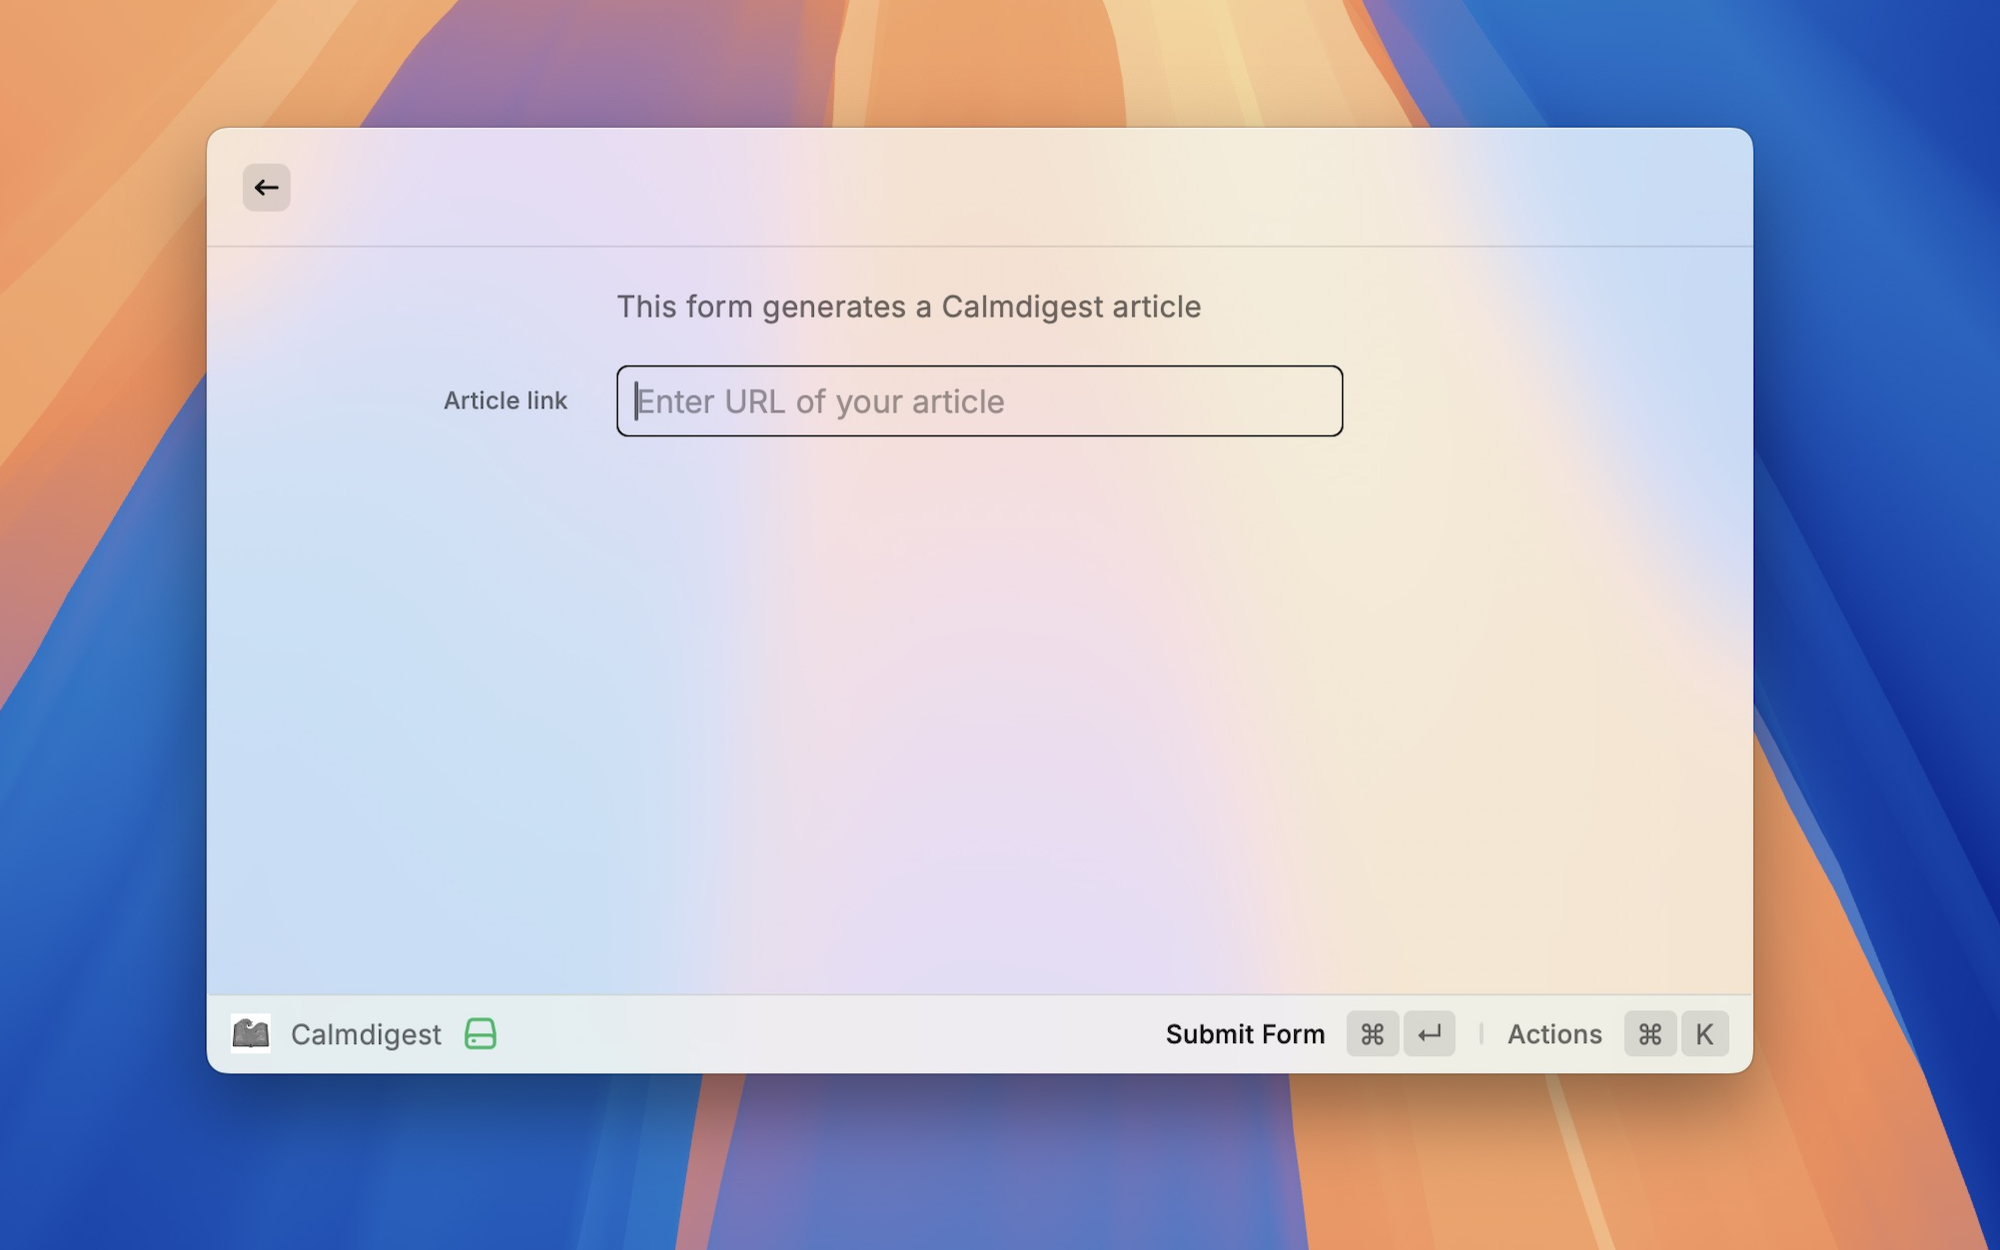 This form generates a Calmdigest article
Article link
Enter URL of your article
Calmdigest
Submit Form ⌘ ↵ | Actions ⌘ K